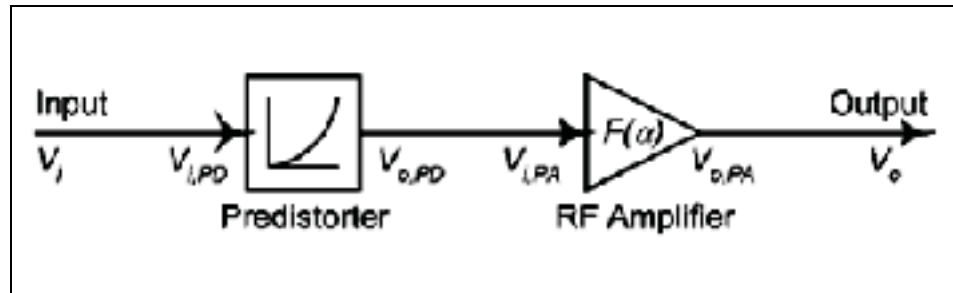 Input
Output
V_i
V_i,PD
V_o,PD
V_i,PA
F(α)
V_o,PA
V_o
Predistorter
RF Amplifier